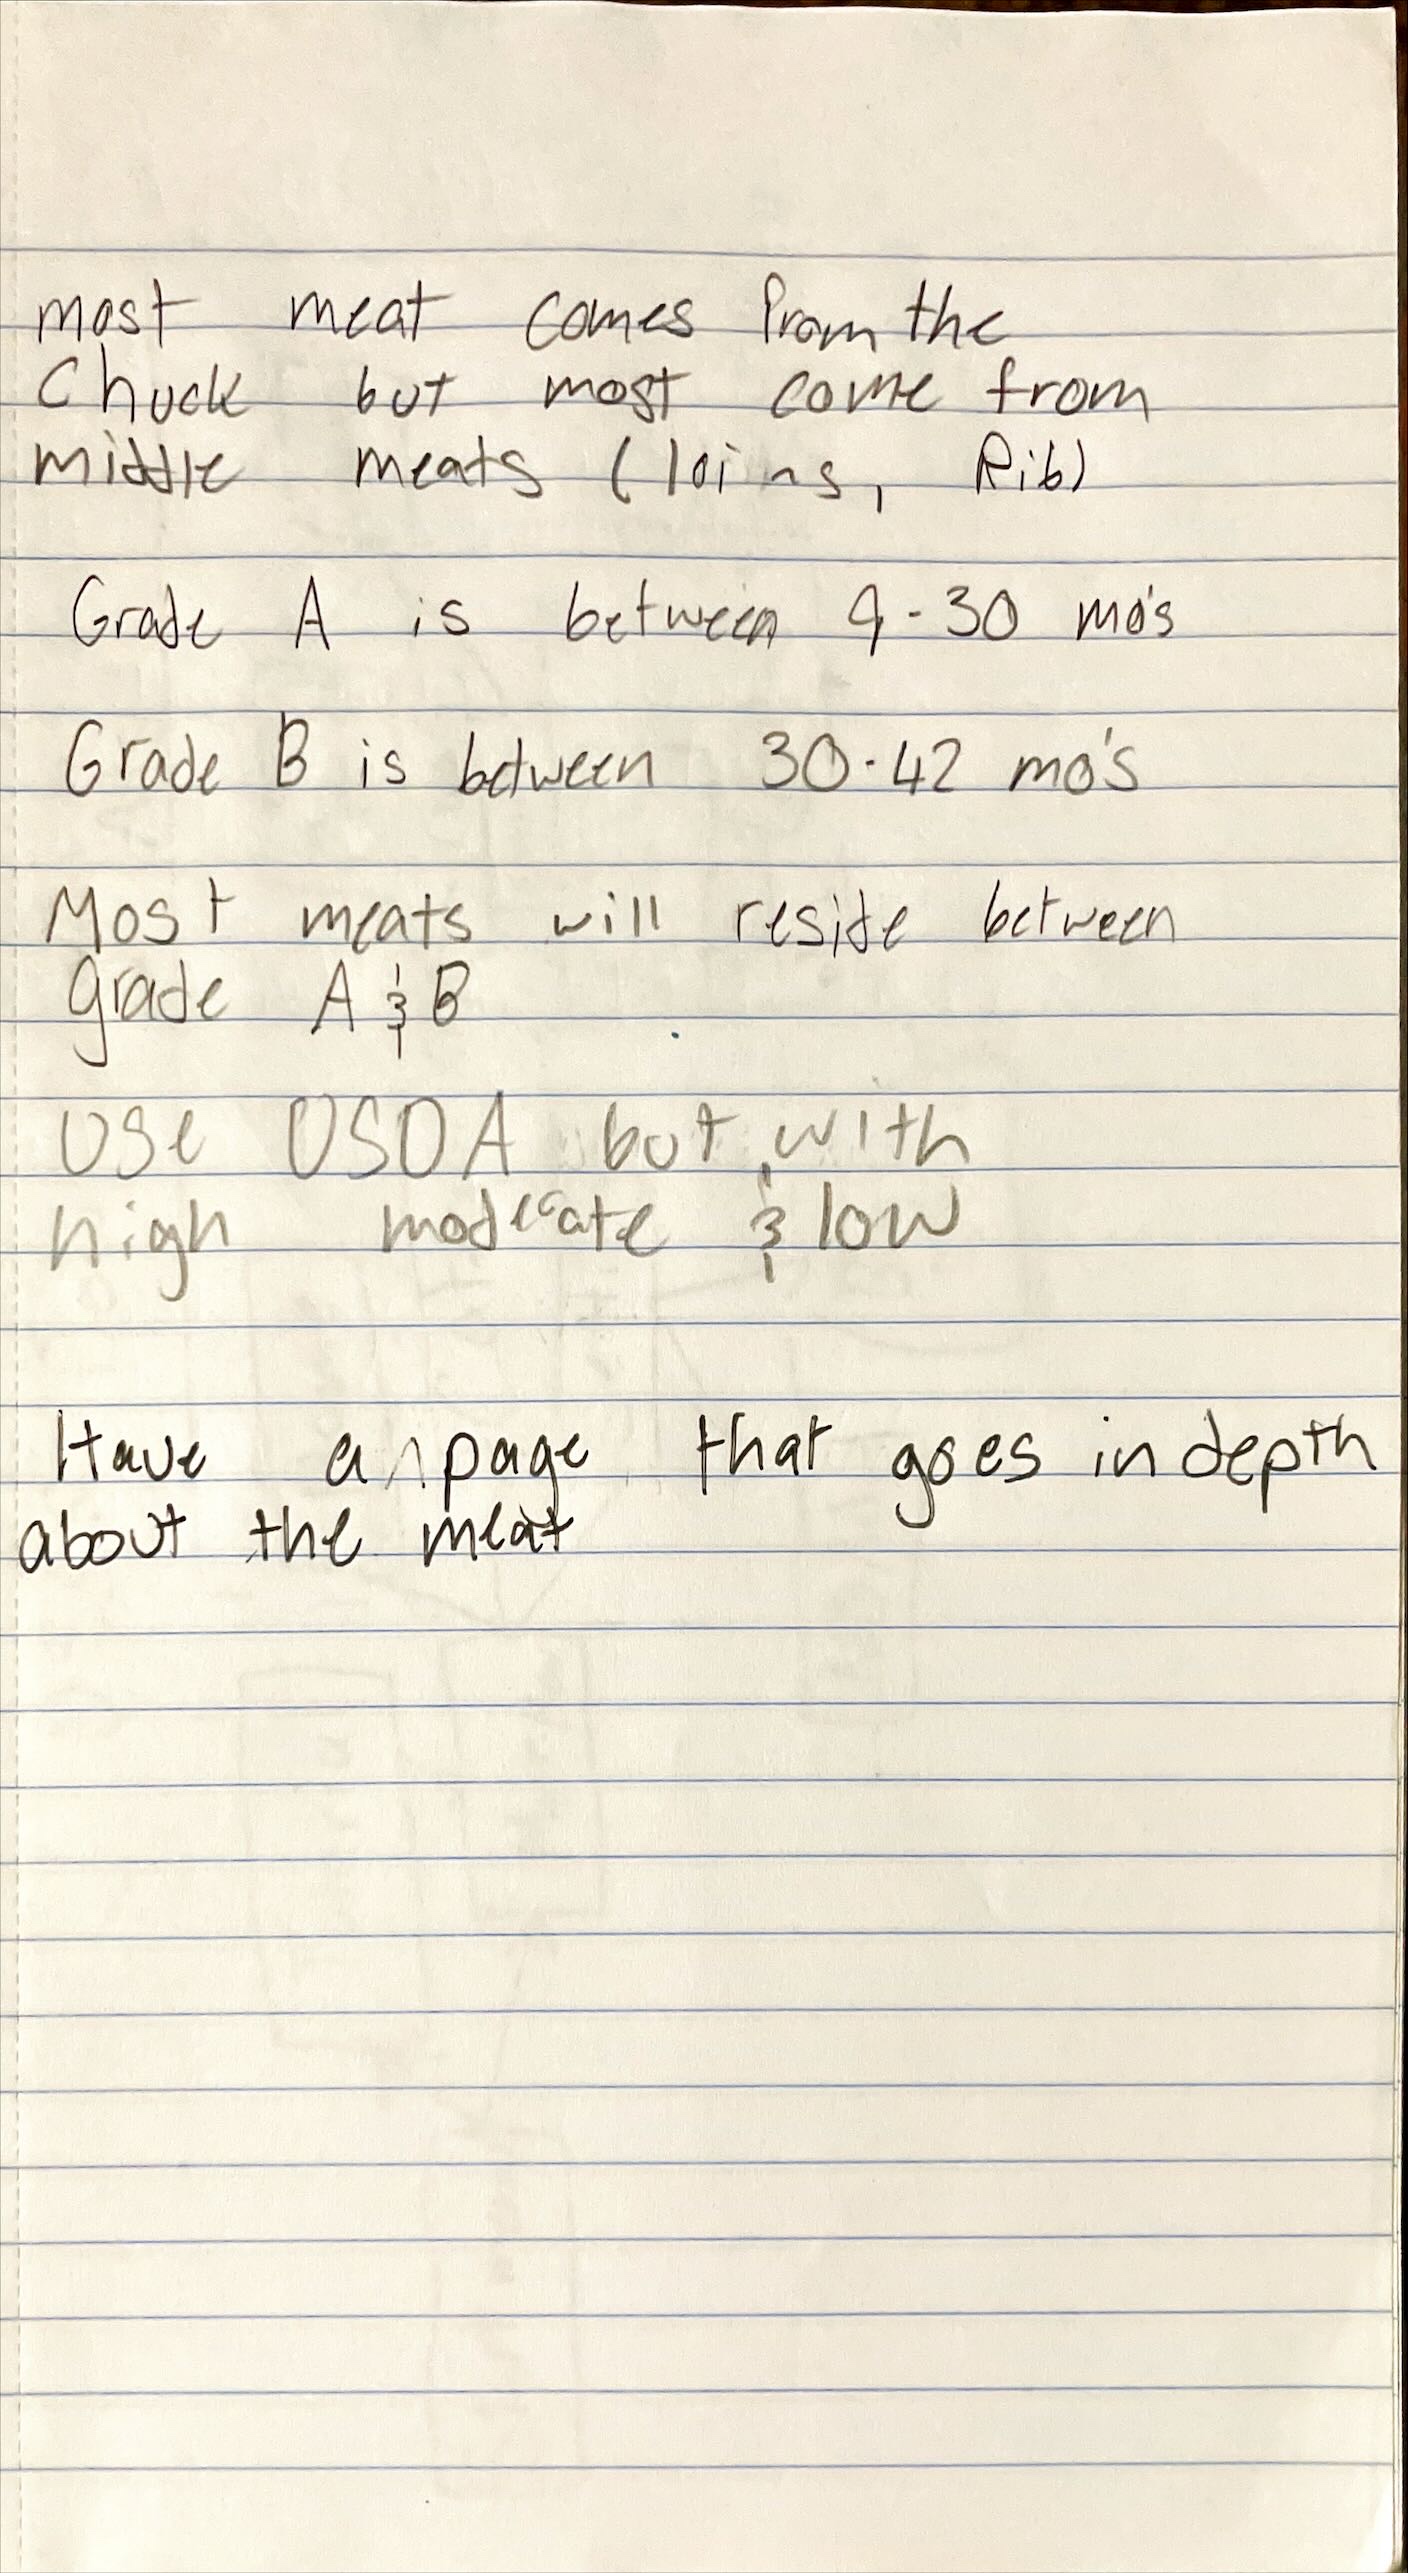 most meat comes from the
Chuck but most come from
middle meats (loins, Rib)
Grade A is between 9-30 mo's
Grade B is between 30-42 mo's
Most meats will reside between
grade A & B
Use USDA but with
high moderate & low
Have a page that goes in depth
about the meat